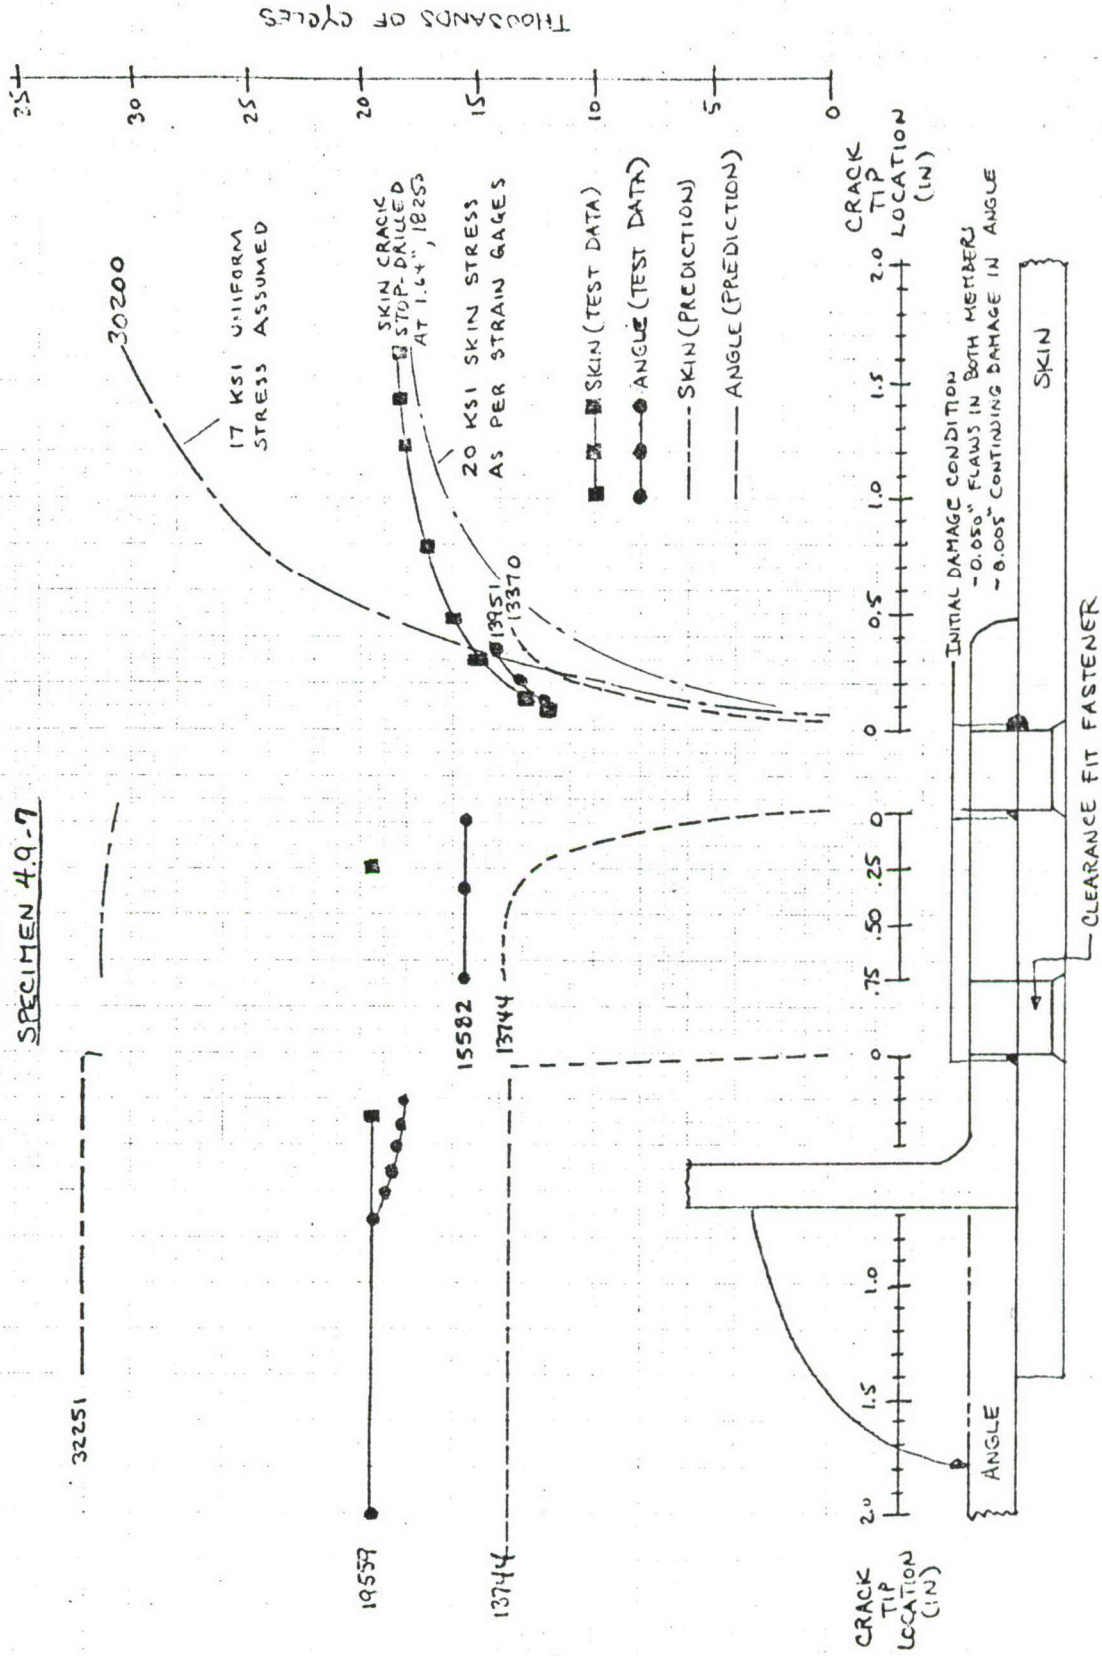 SPECIMEN 4.9-7
THOUSANDS OF CYCLES
35
30
25
20
15
10
5
0
32251
30200
17 KSI UNIFORM
STRESS ASSUMED
SKIN CRACK
STOP-DRILLED
AT 1.64", 18250
20 KSI SKIN STRESS
AS PER STRAIN GAGES
19559
15582
13744
13744
13951
13370
SKIN (TEST DATA)
ANGLE (TEST DATA)
SKIN (PREDICTION)
ANGLE (PREDICTION)
CRACK
TIP
LOCATION
(IN)
2.0
1.5
1.0
0
.75
.50
.25
0
0
0.5
1.0
1.5
2.0
CRACK
TIP
LOCATION
(IN)
INITIAL DAMAGE CONDITION
- 0.050" FLAWS IN BOTH MEMBERS
- 0.005" CONTINUING DAMAGE IN ANGLE
ANGLE
SKIN
CLEARANCE FIT FASTENER